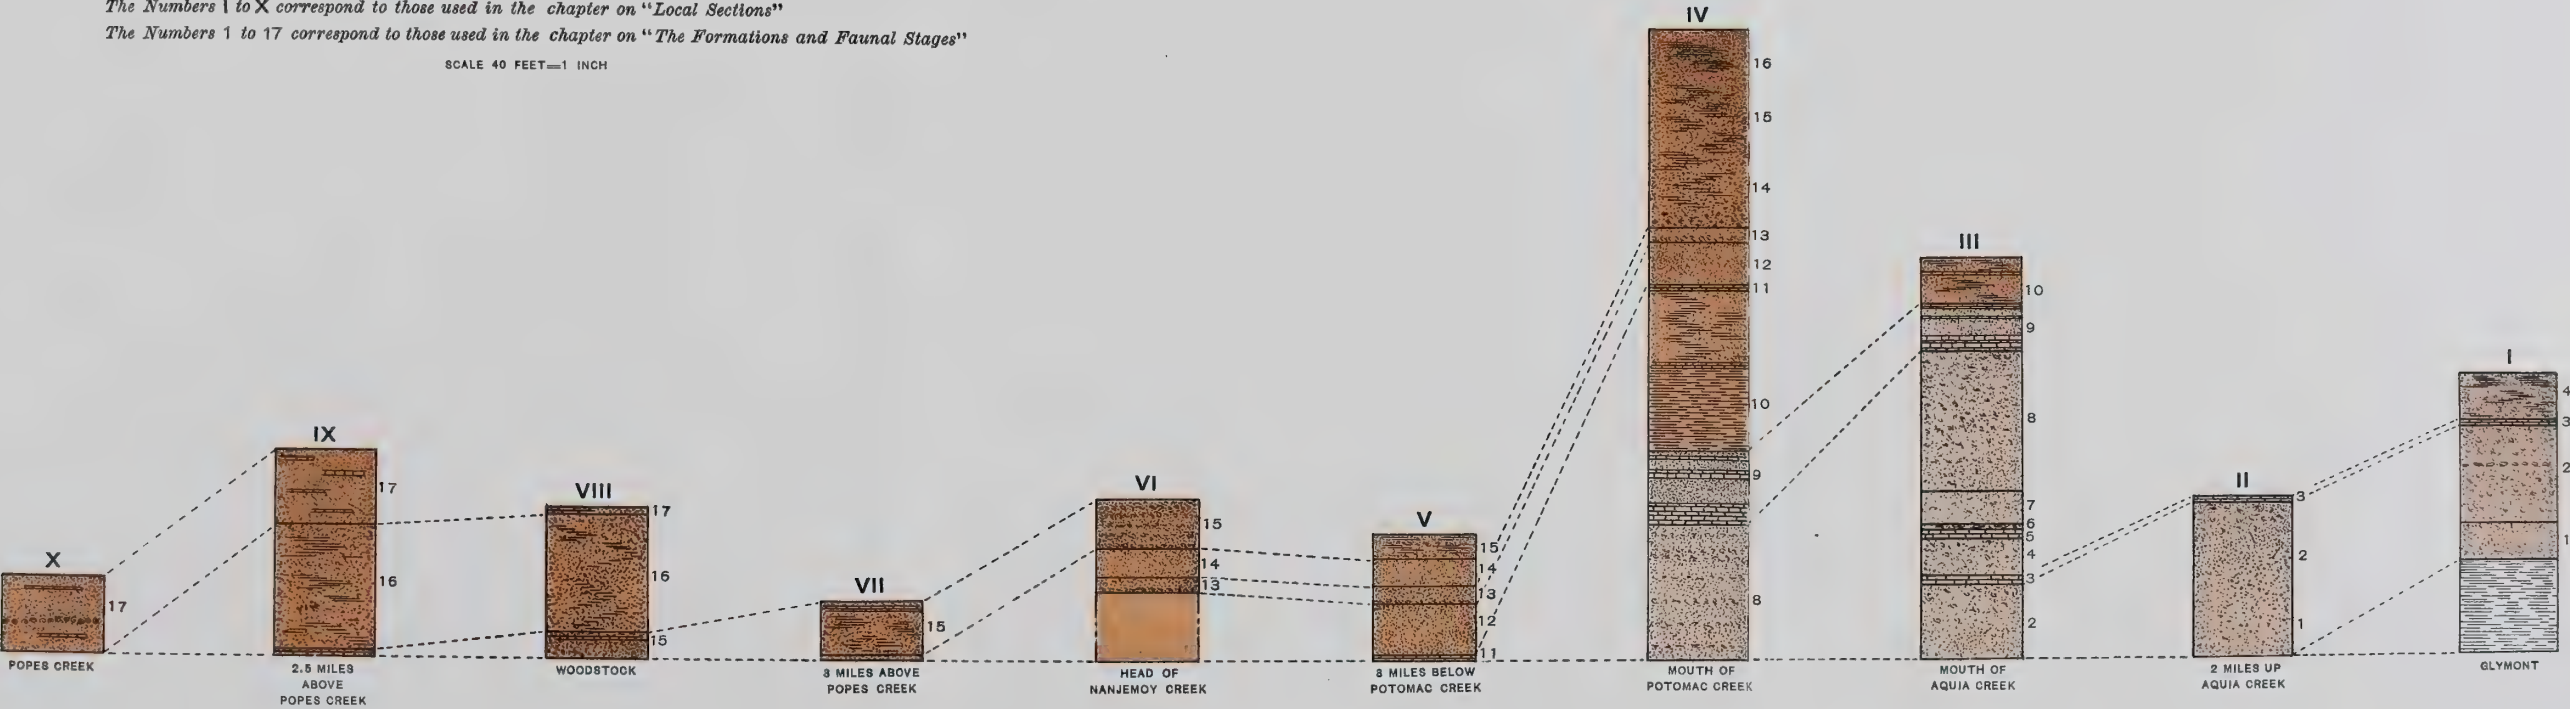 The Numbers I to X correspond to those used in the chapter on "Local Sections"
The Numbers 1 to 17 correspond to those used in the chapter on "The Formations and Faunal Stages"
SCALE 40 FEET=1 INCH
X
17
POPES CREEK
IX
17
16
2.5 MILES
ABOVE
POPES CREEK
VIII
17
16
15
WOODSTOCK
VII
15
3 MILES ABOVE
POPES CREEK
VI
15
14
13
HEAD OF
NANJEMOY CREEK
V
15
14
13
12
11
3 MILES BELOW
POTOMAC CREEK
IV
16
15
14
13
12
11
10
9
8
MOUTH OF
POTOMAC CREEK
III
10
9
8
7
6
5
4
3
2
MOUTH OF
AQUIA CREEK
II
3
2
1
2 MILES UP
AQUIA CREEK
I
4
3
2
1
GLYMONT